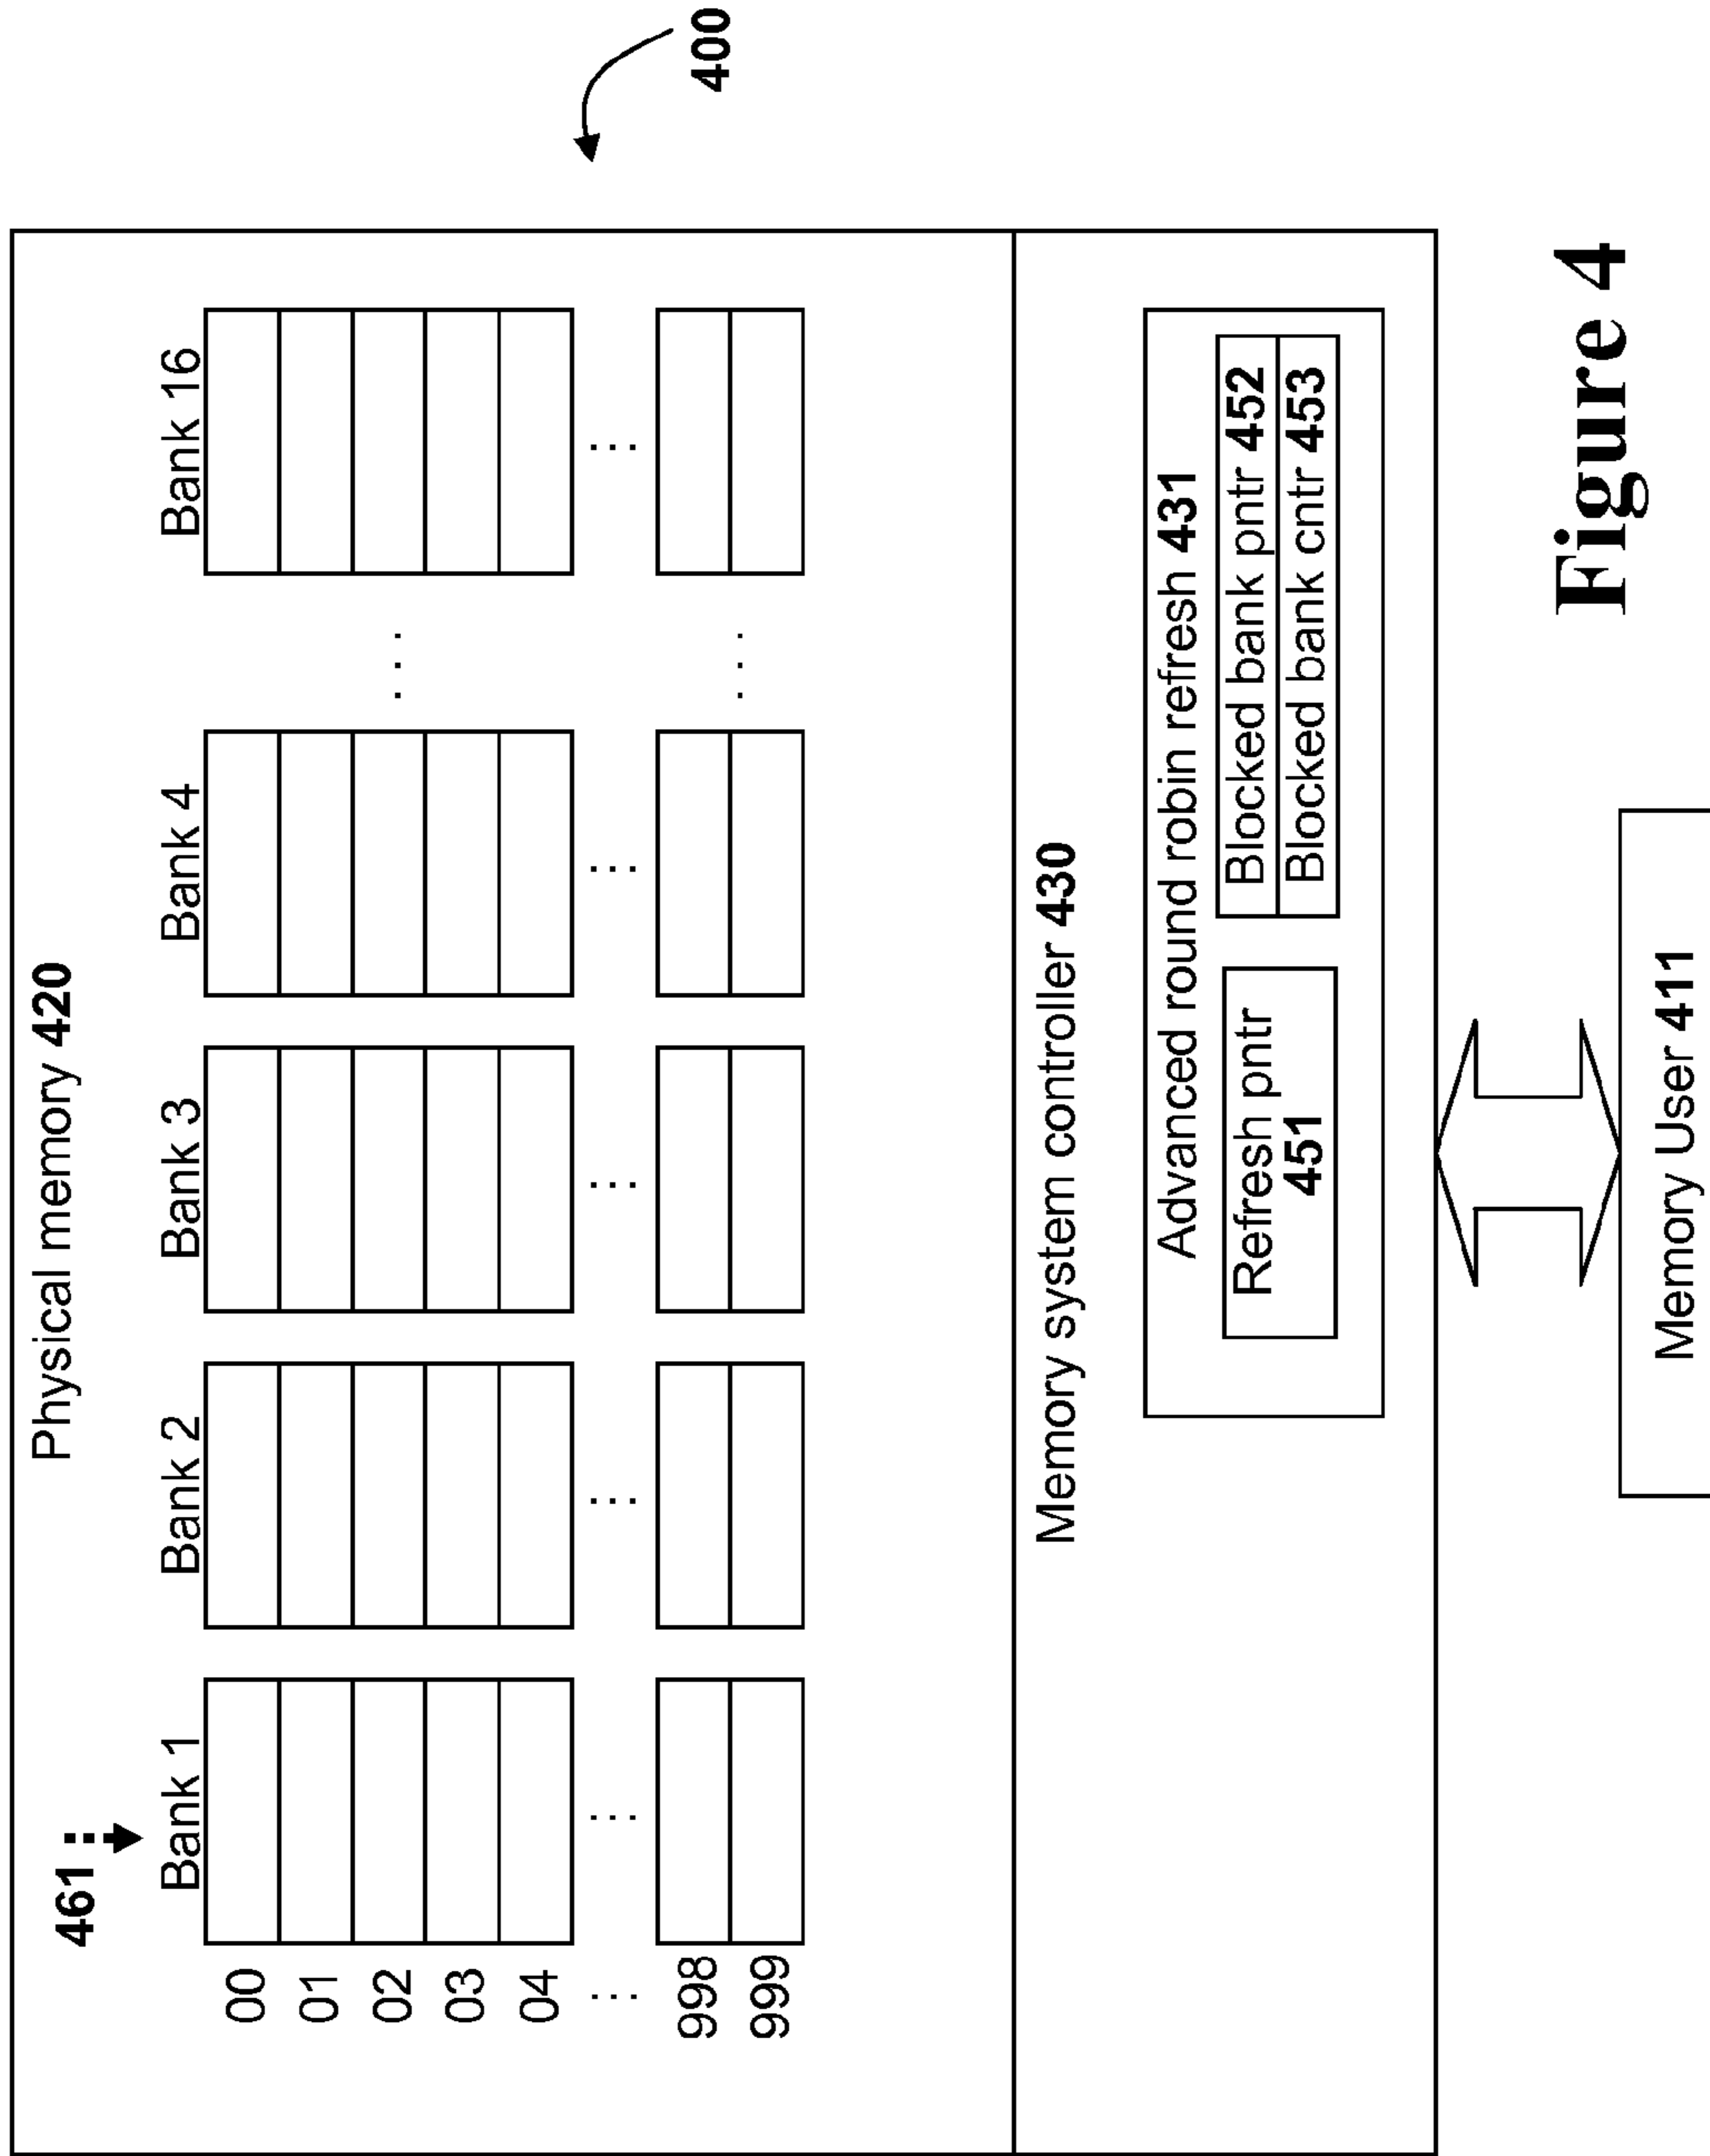 Physical memory 420
461
Bank 1 Bank 2 Bank 3 Bank 4 Bank 16
00
01
02
03
04
...
998
999
... ... ... ... ...
...
...
400
Memory system controller 430
Advanced round robin refresh 431
Refresh pntr
451
Blocked bank pntr 452
Blocked bank cntr 453
Memory User 411
Figure 4